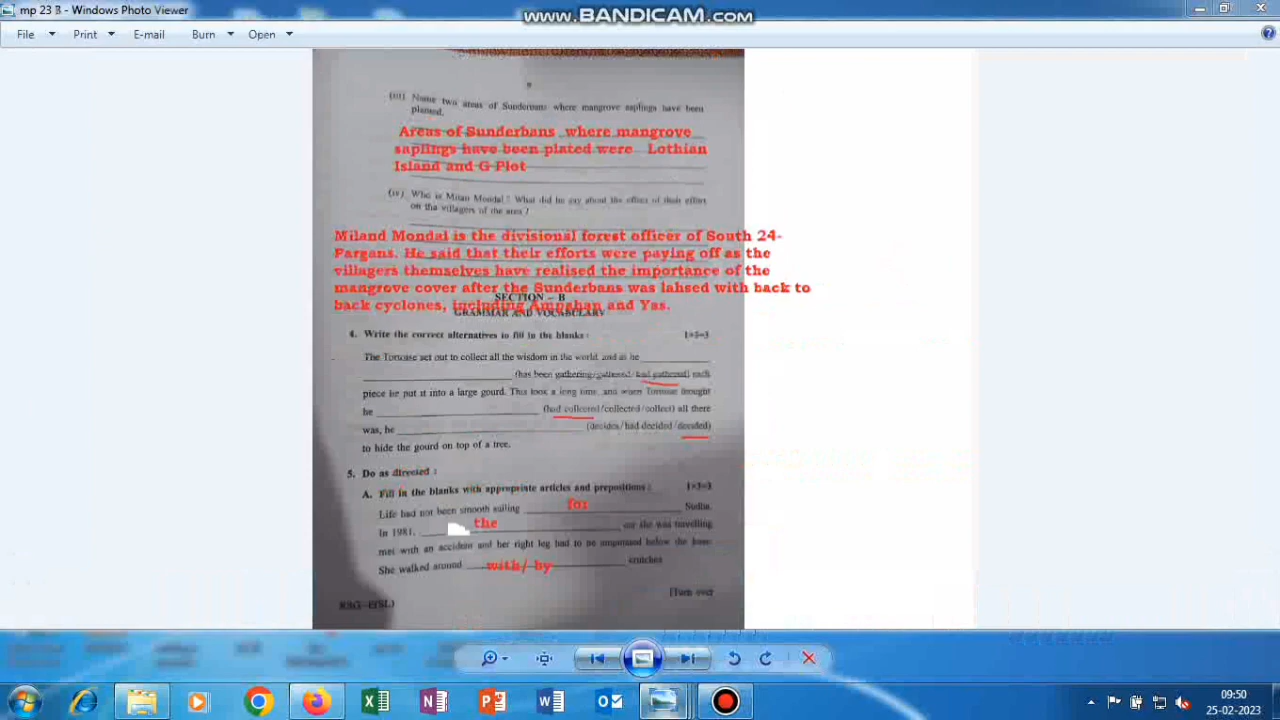 mp 23 3 - Windows Photo Viewer
www.BANDICAM.com
File Print E-mail Burn Open
(iii) Name two areas of Sunderbans where mangrove saplings have been
planted.
Areas of Sunderbans where mangrove
saplings have been plated were Lothian
Island and G Plot
(iv) Who is Milan Mondal? What did he say about the effect of their effort
on the villagers of the area?
Miland Mondal is the divisional forest officer of South 24-
Pargans. He said that their efforts were paying off as the
villagers themselves have realised the importance of the
mangrove cover after the Sunderbans was lahsed with back to
back cyclones, including Ampahan and Yas.
SECTION – B
GRAMMAR AND VOCABULARY
4. Write the correct alternatives to fill in the blanks : 1×3=3
The Tortoise set out to collect all the wisdom in the world and as he
(has been gathering/gathered/had gathered) each
piece he put it into a large gourd. This took a long time, and when Tortoise thought
he (had collected/collected/collect) all there
was, he (decides/had decided/decided)
to hide the gourd on top of a tree.
5. Do as directed :
A. Fill in the blanks with appropriate articles and prepositions : 1×3=3
Life had not been smooth sailing for Sudha.
In 1981, the car she was travelling
met with an accident and her right leg had to be amputated below the knee.
She walked around with/ by crutches
[Turn over
(SL)
09:50
25-02-2023